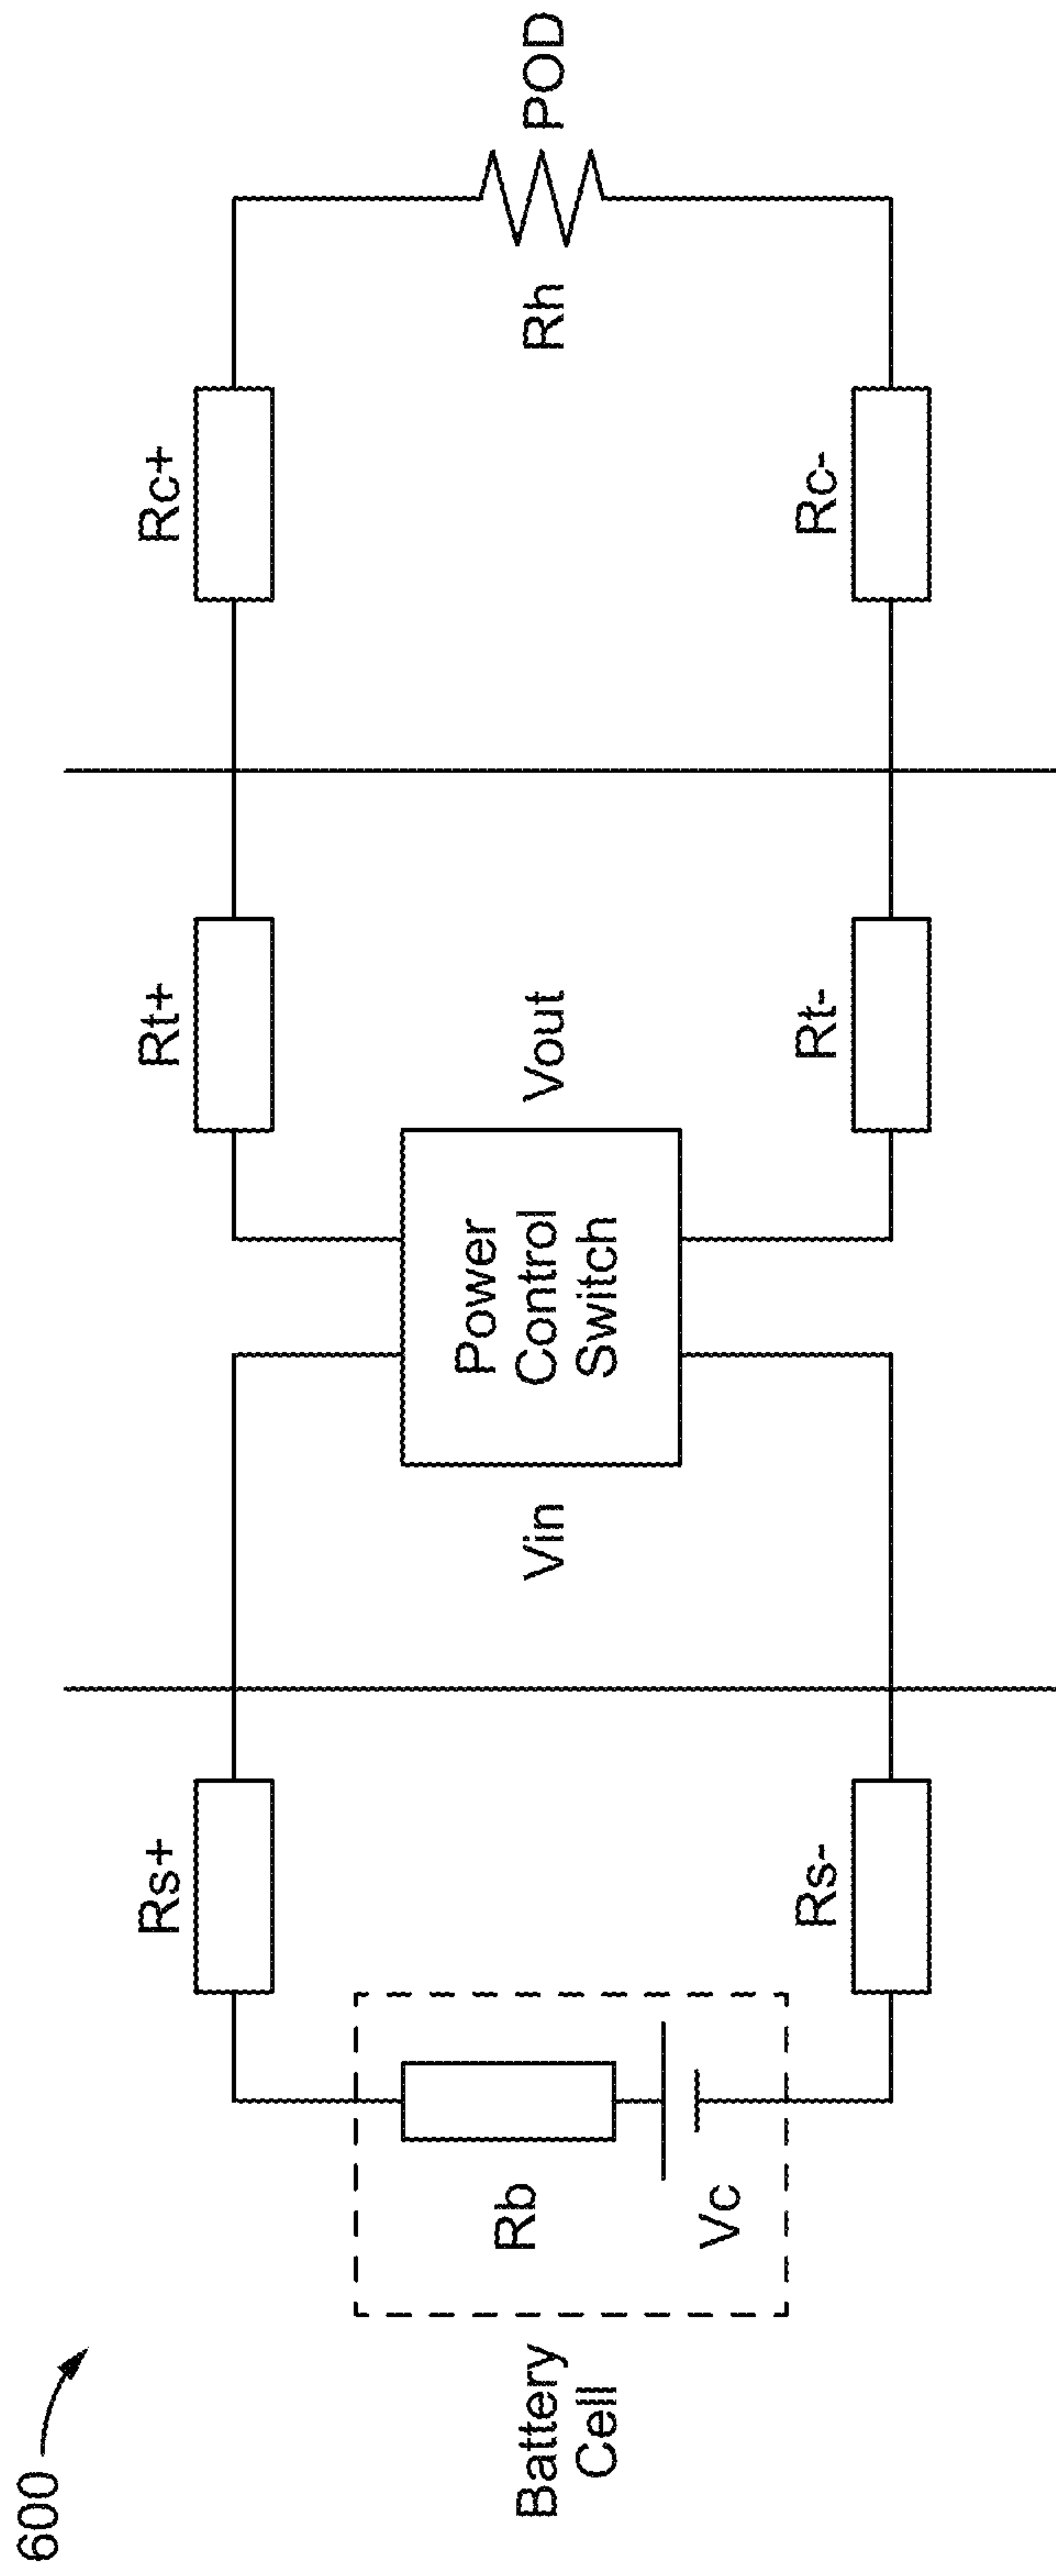 600
Battery
Cell
Rb
Vc
Rs+
Rs-
Vin
Power
Control
Switch
Vout
Rt+
Rt-
Rc+
Rc-
Rh
POD